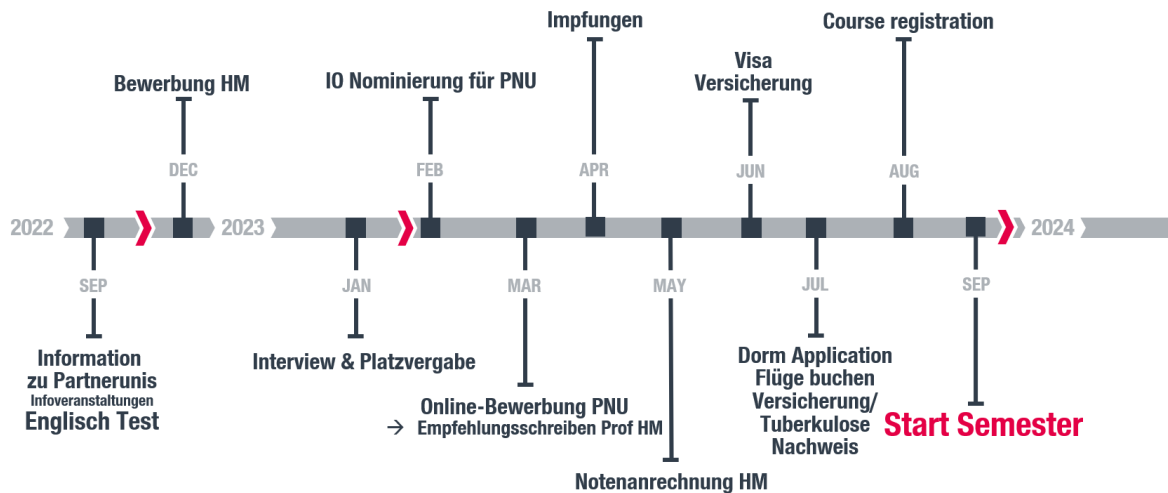 Impfungen
Course registration
Bewerbung HM
IO Nominierung für PNU
Visa
Versicherung
DEC
FEB
APR
JUN
AUG
2022
2023
2024
SEP
JAN
MAR
MAY
JUL
SEP
Information
zu Partnerunis
Infoveranstaltungen
Englisch Test
Interview & Platzvergabe
Online-Bewerbung PNU
→ Empfehlungsschreiben Prof HM
Notenanrechnung HM
Dorm Application
Flüge buchen
Versicherung/
Tuberkulose
Nachweis
Start Semester